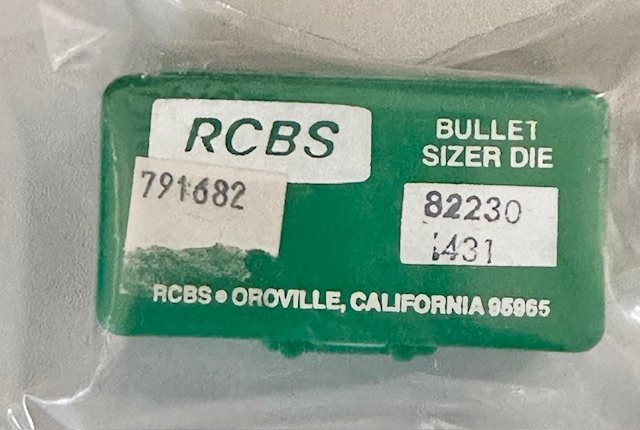 RCBS
BULLET
SIZER DIE
791682
82230
.431
RCBS • OROVILLE, CALIFORNIA 95965